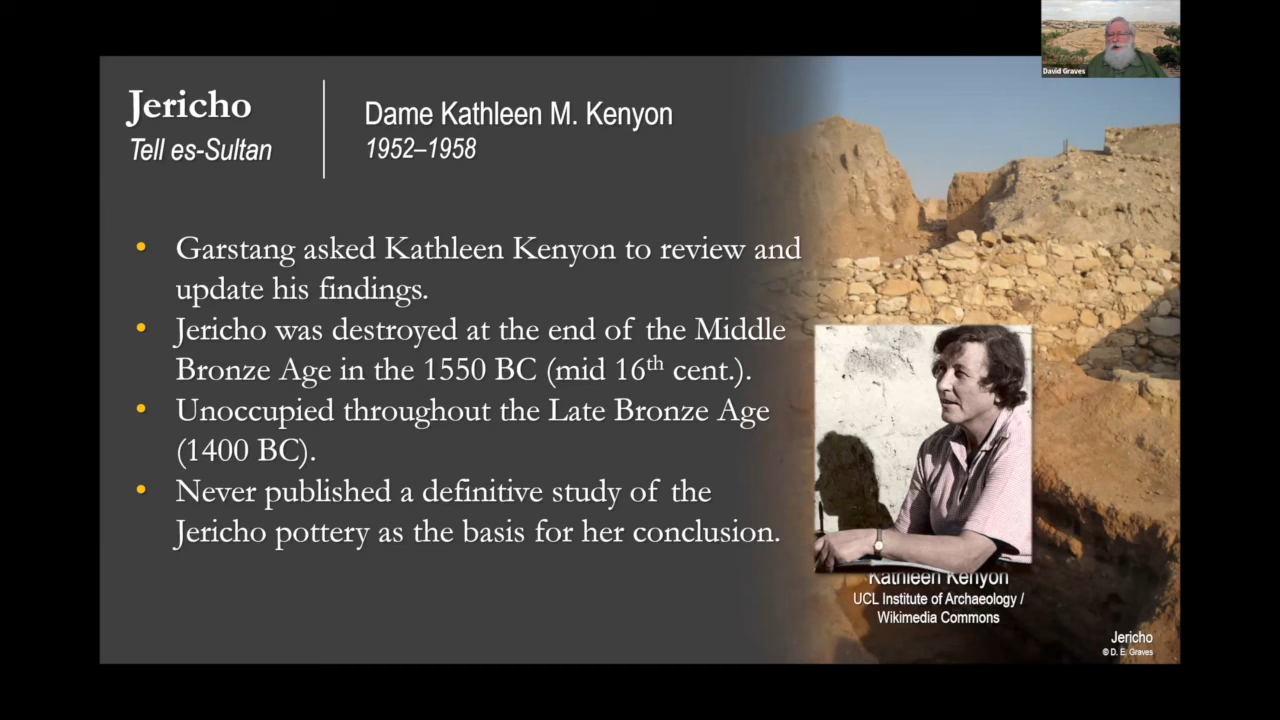 David Graves
Jericho
Tell es-Sultan
Dame Kathleen M. Kenyon
1952–1958
• Garstang asked Kathleen Kenyon to review and
update his findings.
• Jericho was destroyed at the end of the Middle
Bronze Age in the 1550 BC (mid 16th cent.).
• Unoccupied throughout the Late Bronze Age
(1400 BC).
• Never published a definitive study of the
Jericho pottery as the basis for her conclusion.
Kathleen Kenyon
UCL Institute of Archaeology /
Wikimedia Commons
Jericho
© D. E. Graves